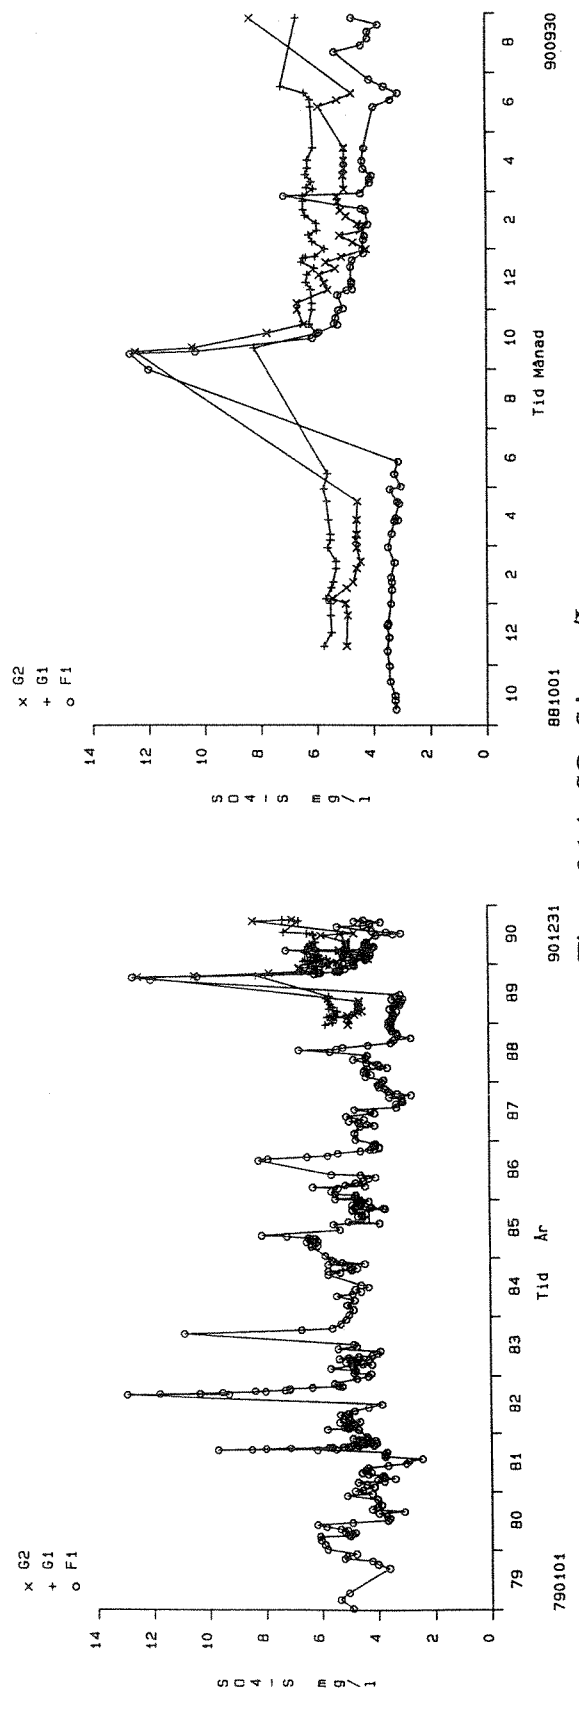 x G2
+ G1
o F1
14
12
10
8
6
4
2
0
SO4-S mg/l
79 80 81 82 83 84 85 86 87 88 89 90
790101
Tid År
901231
x G2
+ G1
o F1
14
12
10
8
6
4
2
0
SO4-S mg/l
10 12 2 4 6 8 10 12 2 4 6 8
881001
Tid Månad
900930